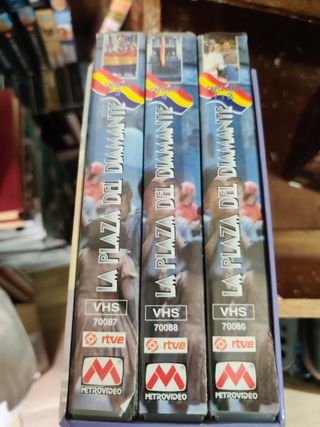 LA PLAZA DEL DIAMANTE
VHS
70087
rtve
METROVIDEO
LA PLAZA DEL DIAMANTE
VHS
70088
rtve
METROVIDEO
LA PLAZA DEL DIAMANTE
VHS
70086
rtve
METROVIDEO